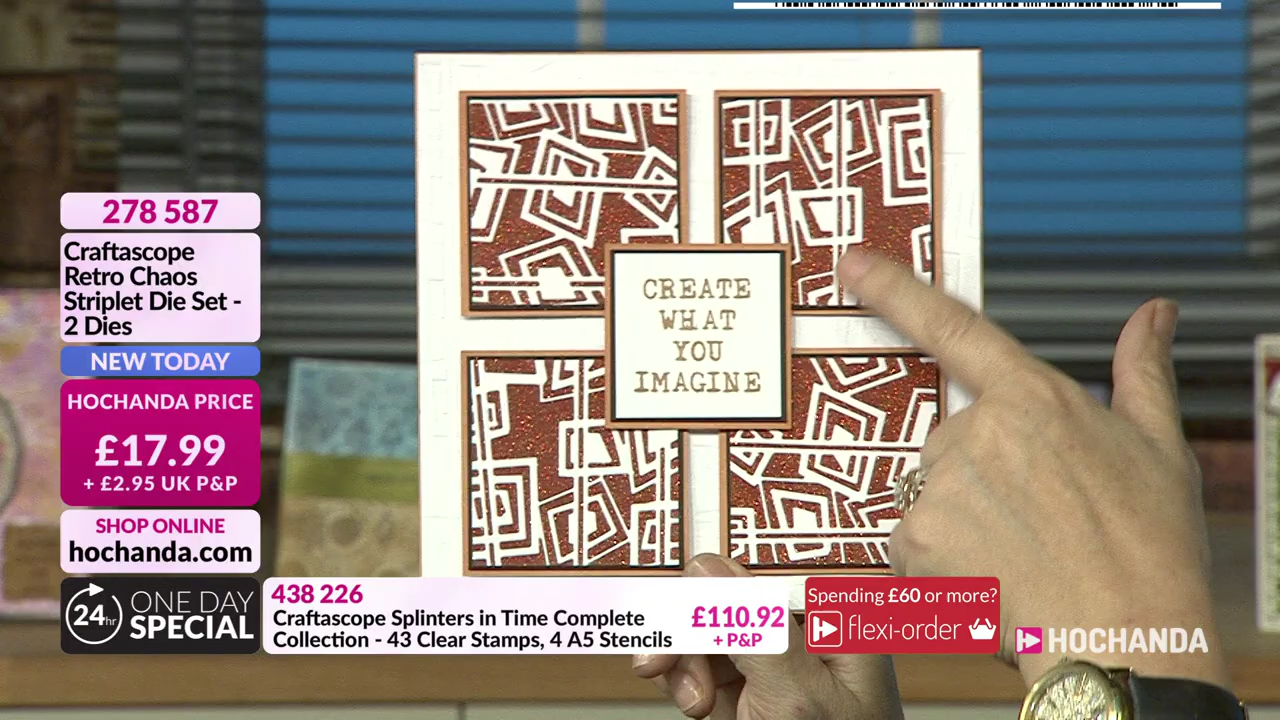 278 587
Craftascope
Retro Chaos
Striplet Die Set -
2 Dies
NEW TODAY
HOCHANDA PRICE
£17.99
+ £2.95 UK P&P
SHOP ONLINE
hochanda.com
CREATE
WHAT
YOU
IMAGINE
24hr
ONE DAY
SPECIAL
438 226
Craftascope Splinters in Time Complete
Collection - 43 Clear Stamps, 4 A5 Stencils
£110.92
+ P&P
Spending £60 or more?
flexi-order
HOCHANDA